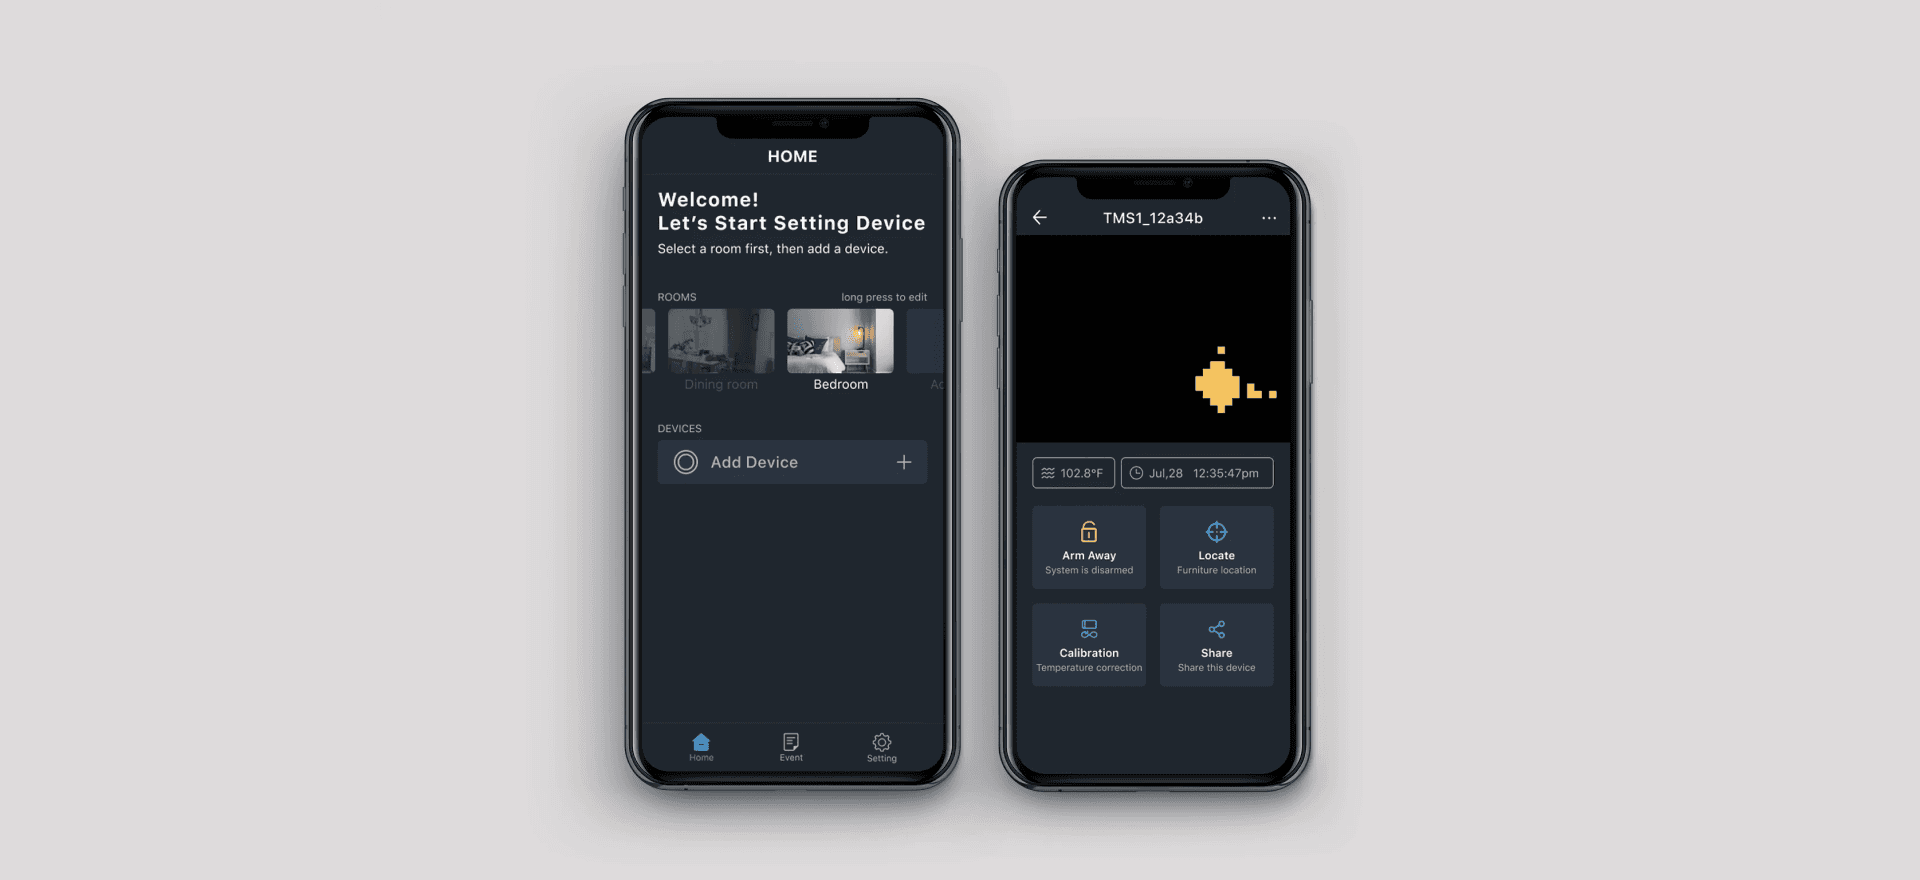 HOME
Welcome!
Let's Start Setting Device
Select a room first, then add a device.
ROOMS
long press to edit
Dining room
Bedroom
DEVICES
Add Device
Home
Event
Setting
TMS1_12a34b
102.8°F
Jul,28 12:35:47pm
Arm Away
System is disarmed
Locate
Furniture location
Calibration
Temperature correction
Share
Share this device